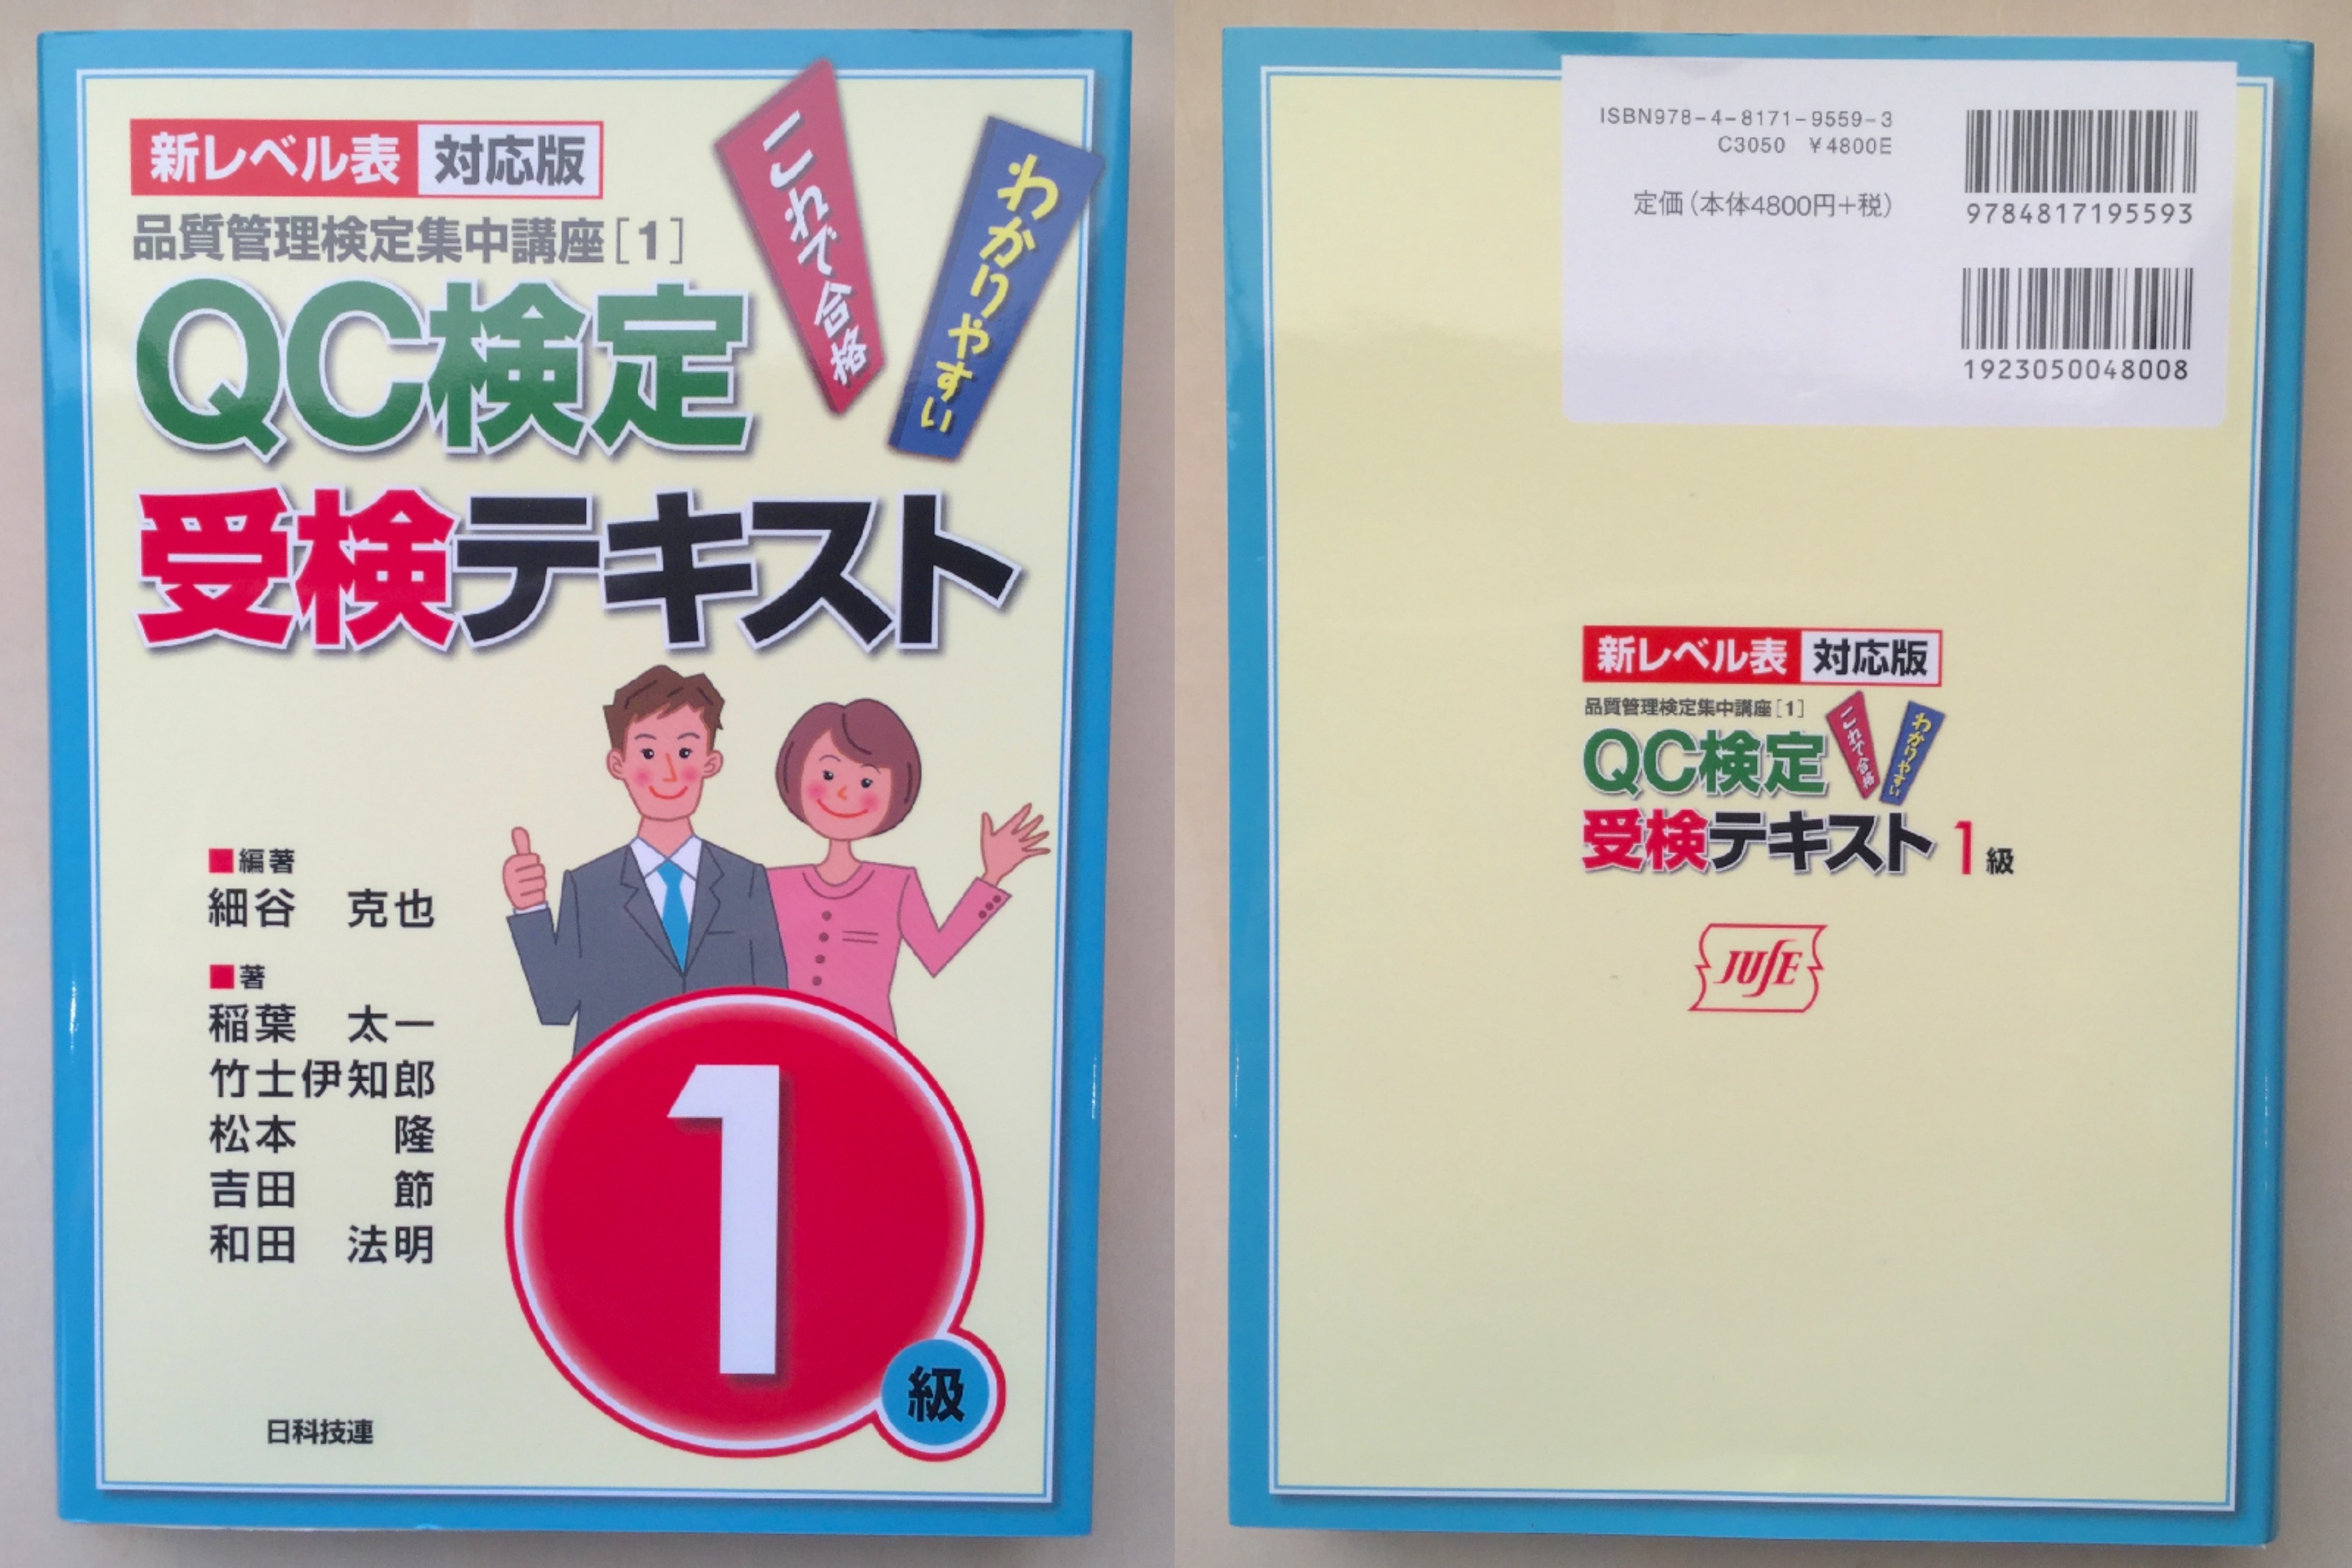 新レベル表 対応版
品質管理検定集中講座[1]
QC検定
受検テキスト
これで合格
わかりやすい
■編著
細谷 克也
■著
稲葉 太一
竹士伊知郎
松本 隆
吉田 節
和田 法明
1
級
日科技連
ISBN978-4-8171-9559-3
C3050 ¥4800E
定価(本体4800円+税)
9784817195593
1923050048008
新レベル表 対応版
品質管理検定集中講座[1]
QC検定
これで合格
わかりやすい
受検テキスト 1級
JUSE